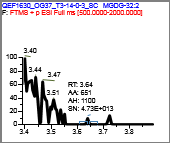 QEF1630_OG37_T3-14-0-3_SC MGDG-32:2
F: FTMS + p ESI Full ms [500.0000-2000.0000]
100
80
60
40
20
0
3.40
3.44
3.47
3.51
RT: 3.64
AA: 651
AH: 1100
SN: 4.73E+013
3.4 3.5 3.6 3.7 3.8 3.9